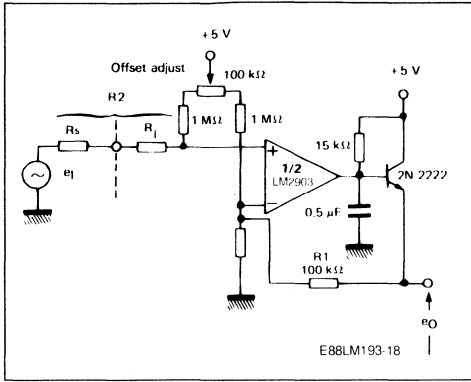 +5 V
Offset adjust
100 kΩ
+5 V
R2
1 MΩ
1 MΩ
Rs
Ri
15 kΩ
+
1/2
LM2903
2N 2222
eI
−
0.5 µF
R1
100 kΩ
eO
E88LM193-18